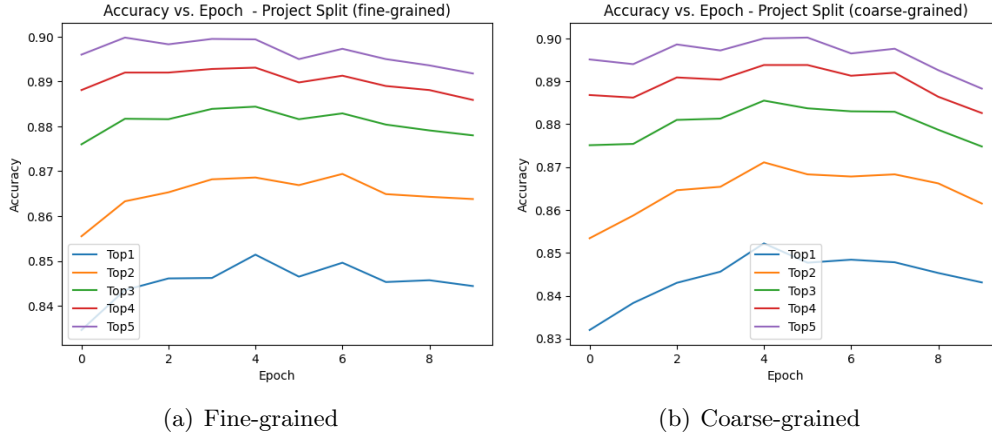 Accuracy vs. Epoch  - Project Split (fine-grained)
0.90
0.89
0.88
0.87
0.86
0.85
0.84
Accuracy
Top1
Top2
Top3
Top4
Top5
0
2
4
6
8
Epoch
(a) Fine-grained
Accuracy vs. Epoch - Project Split (coarse-grained)
0.90
0.89
0.88
0.87
0.86
0.85
0.84
0.83
Accuracy
Top1
Top2
Top3
Top4
Top5
0
2
4
6
8
Epoch
(b) Coarse-grained